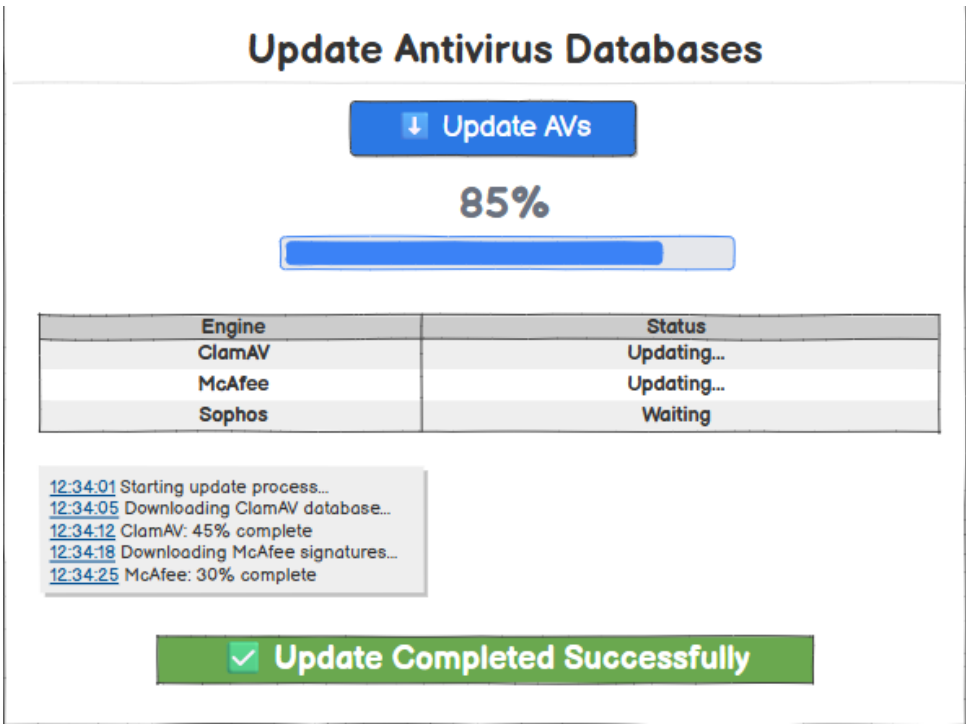 Update Antivirus Databases
⬇️ Update AVs
85%
Engine Status
ClamAV Updating...
McAfee Updating...
Sophos Waiting
12:34:01 Starting update process...
12:34:05 Downloading ClamAV database...
12:34:12 ClamAV: 45% complete
12:34:18 Downloading McAfee signatures...
12:34:25 McAfee: 30% complete
✅ Update Completed Successfully